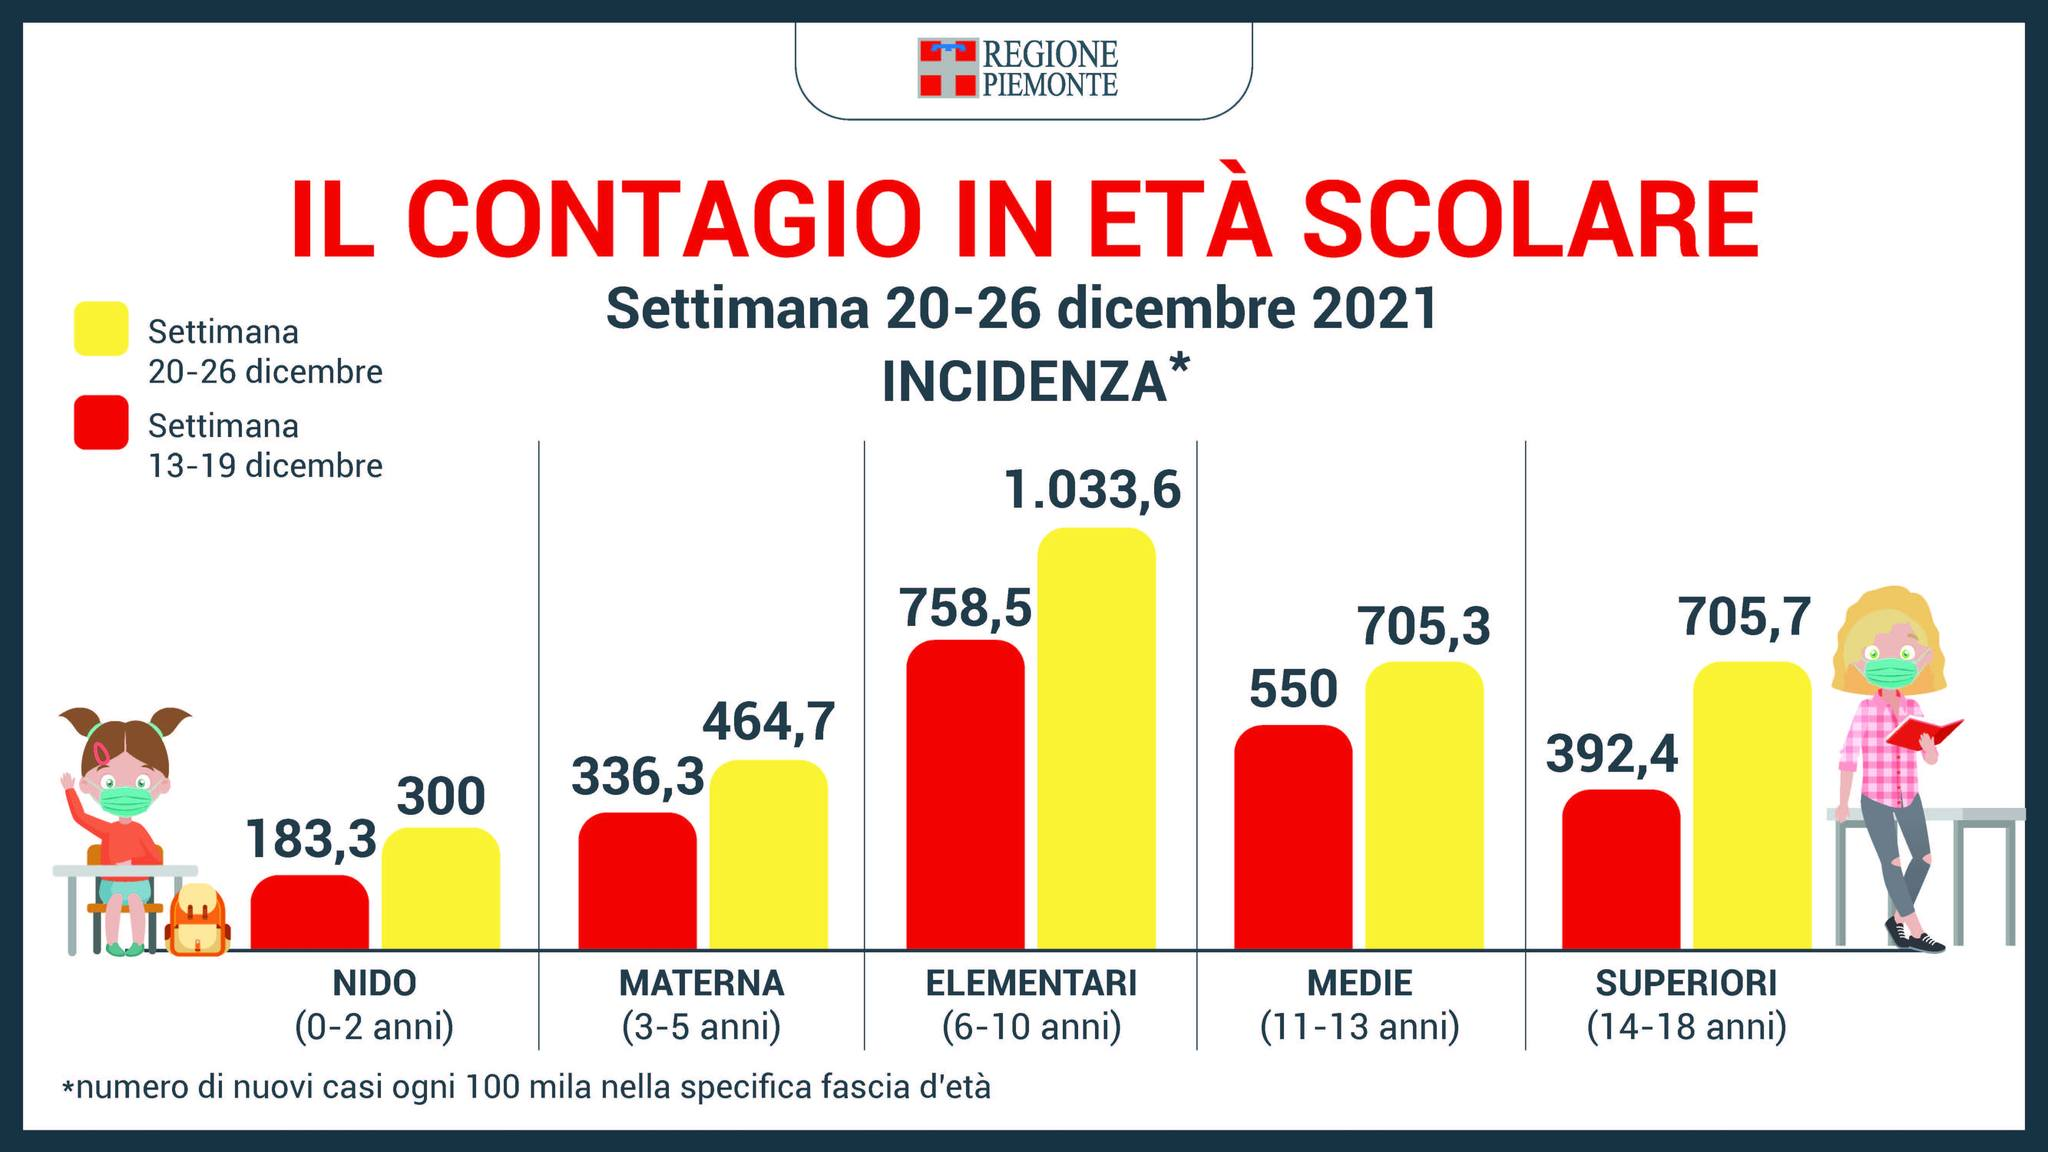 REGIONE
PIEMONTE
IL CONTAGIO IN ETÀ SCOLARE
Settimana 20-26 dicembre 2021
INCIDENZA*
Settimana
20-26 dicembre
Settimana
13-19 dicembre
183,3
300
336,3
464,7
758,5
1.033,6
550
705,3
392,4
705,7
NIDO
(0-2 anni)
MATERNA
(3-5 anni)
ELEMENTARI
(6-10 anni)
MEDIE
(11-13 anni)
SUPERIORI
(14-18 anni)
*numero di nuovi casi ogni 100 mila nella specifica fascia d'età